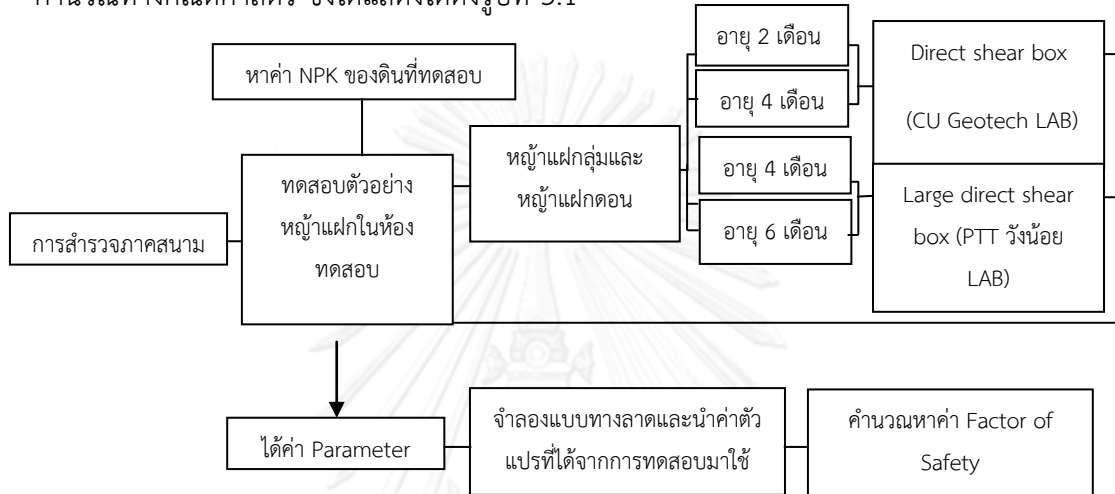 หาค่า NPK ของดินที่ทดสอบ
อายุ 2 เดือน
อายุ 4 เดือน
Direct shear box
(CU Geotech LAB)
การสำรวจภาคสนาม
ทดสอบตัวอย่าง
หญ้าแฝกในห้อง
ทดสอบ
หญ้าแฝกลุ่มและ
หญ้าแฝกดอน
อายุ 4 เดือน
อายุ 6 เดือน
Large direct shear
box (PTT วังน้อย
LAB)
ได้ค่า Parameter
จำลองแบบทางลาดและนำค่าตัว
แปรที่ได้จากการทดสอบมาใช้
คำนวณหาค่า Factor of
Safety